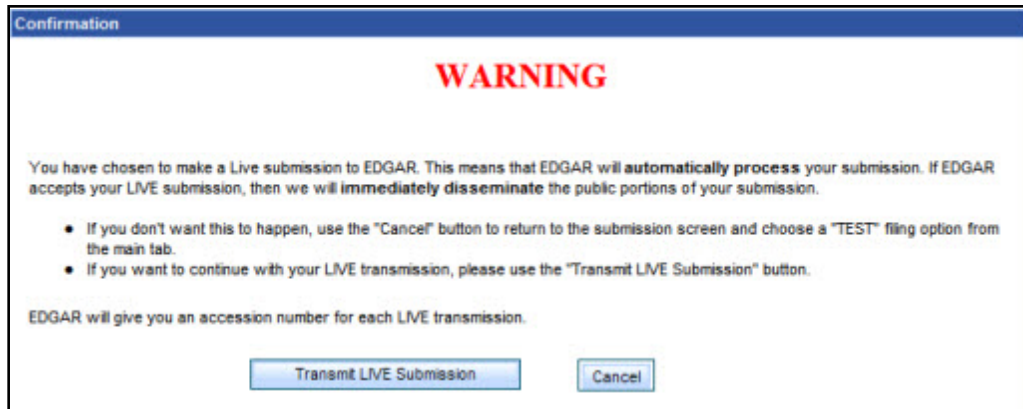 Confirmation
WARNING
You have chosen to make a Live submission to EDGAR. This means that EDGAR will automatically process your submission. If EDGAR
accepts your LIVE submission, then we will immediately disseminate the public portions of your submission.
● If you don't want this to happen, use the "Cancel" button to return to the submission screen and choose a "TEST" filing option from
the main tab.
● If you want to continue with your LIVE transmission, please use the "Transmit LIVE Submission" button.
EDGAR will give you an accession number for each LIVE transmission.
Transmit LIVE Submission Cancel